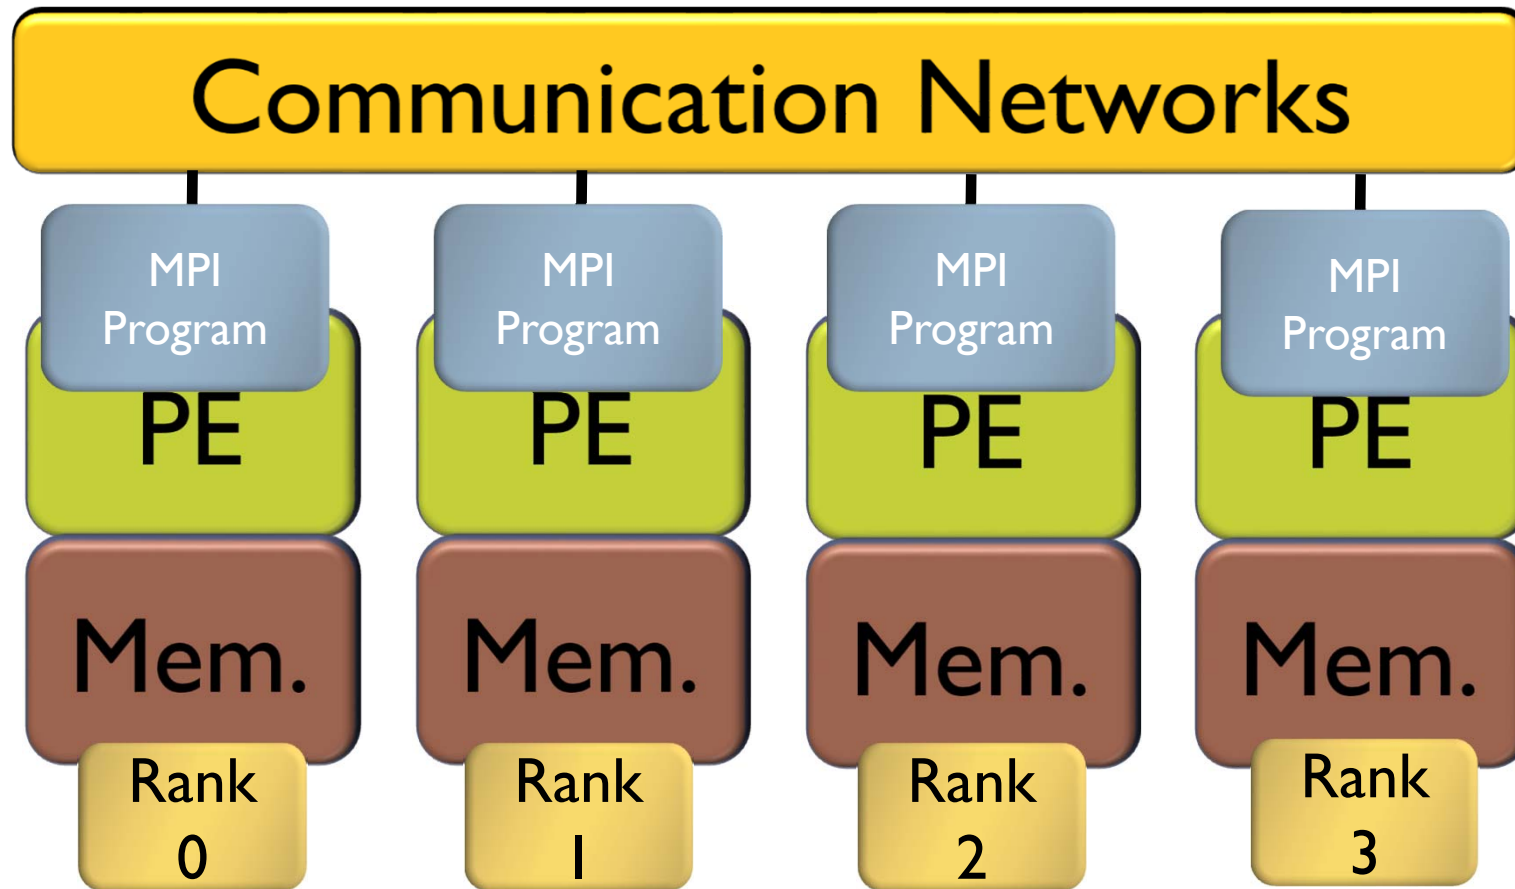 Communication Networks
MPI
Program
MPI
Program
MPI
Program
MPI
Program
PE
PE
PE
PE
Mem.
Mem.
Mem.
Mem.
Rank
0
Rank
1
Rank
2
Rank
3